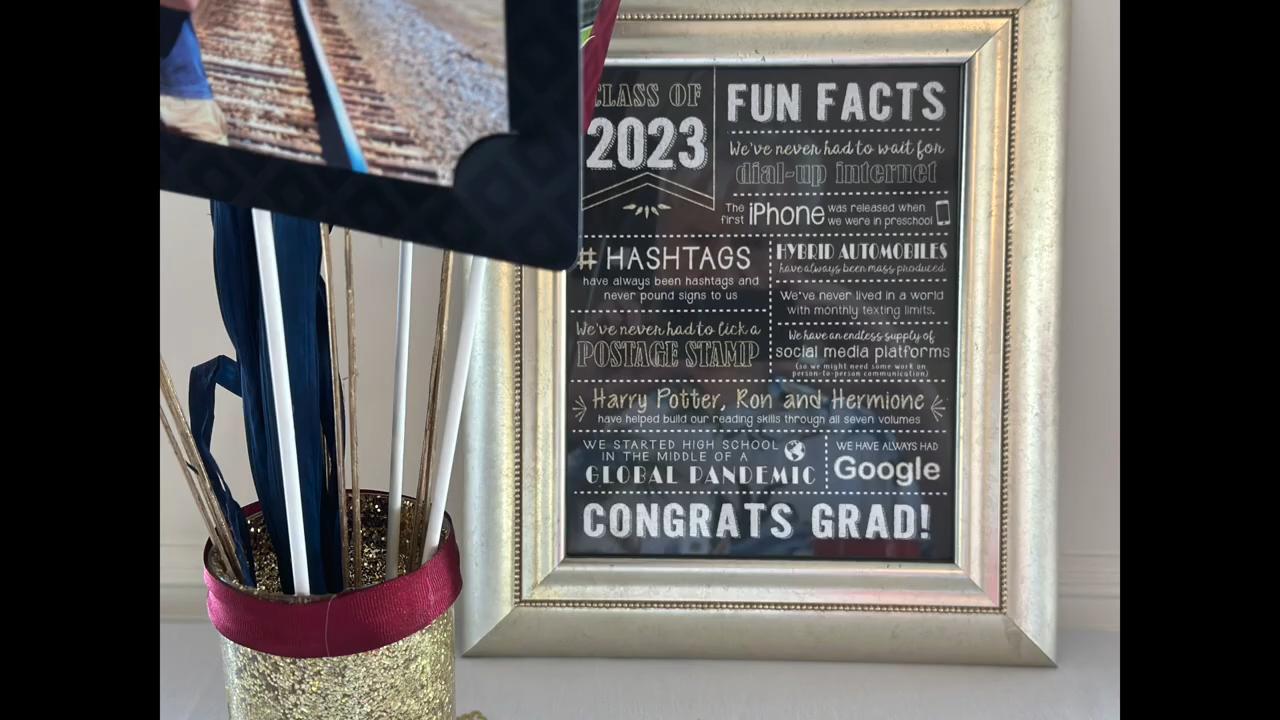 CLASS OF
2023
FUN FACTS
We've never had to wait for
dial-up internet
The first iPhone was released when we were in preschool
# HASHTAGS
have always been hashtags and
never pound signs to us
HYBRID AUTOMOBILES
have always been mass produced
We've never lived in a world
with monthly texting limits.
We've never had to lick a
POSTAGE STAMP
We have an endless supply of
social media platforms
(so we might need some work on
person-to-person communication)
Harry Potter, Ron and Hermione
have helped build our reading skills through all seven volumes
WE STARTED HIGH SCHOOL
IN THE MIDDLE OF A
GLOBAL PANDEMIC
WE HAVE ALWAYS HAD
Google
CONGRATS GRAD!